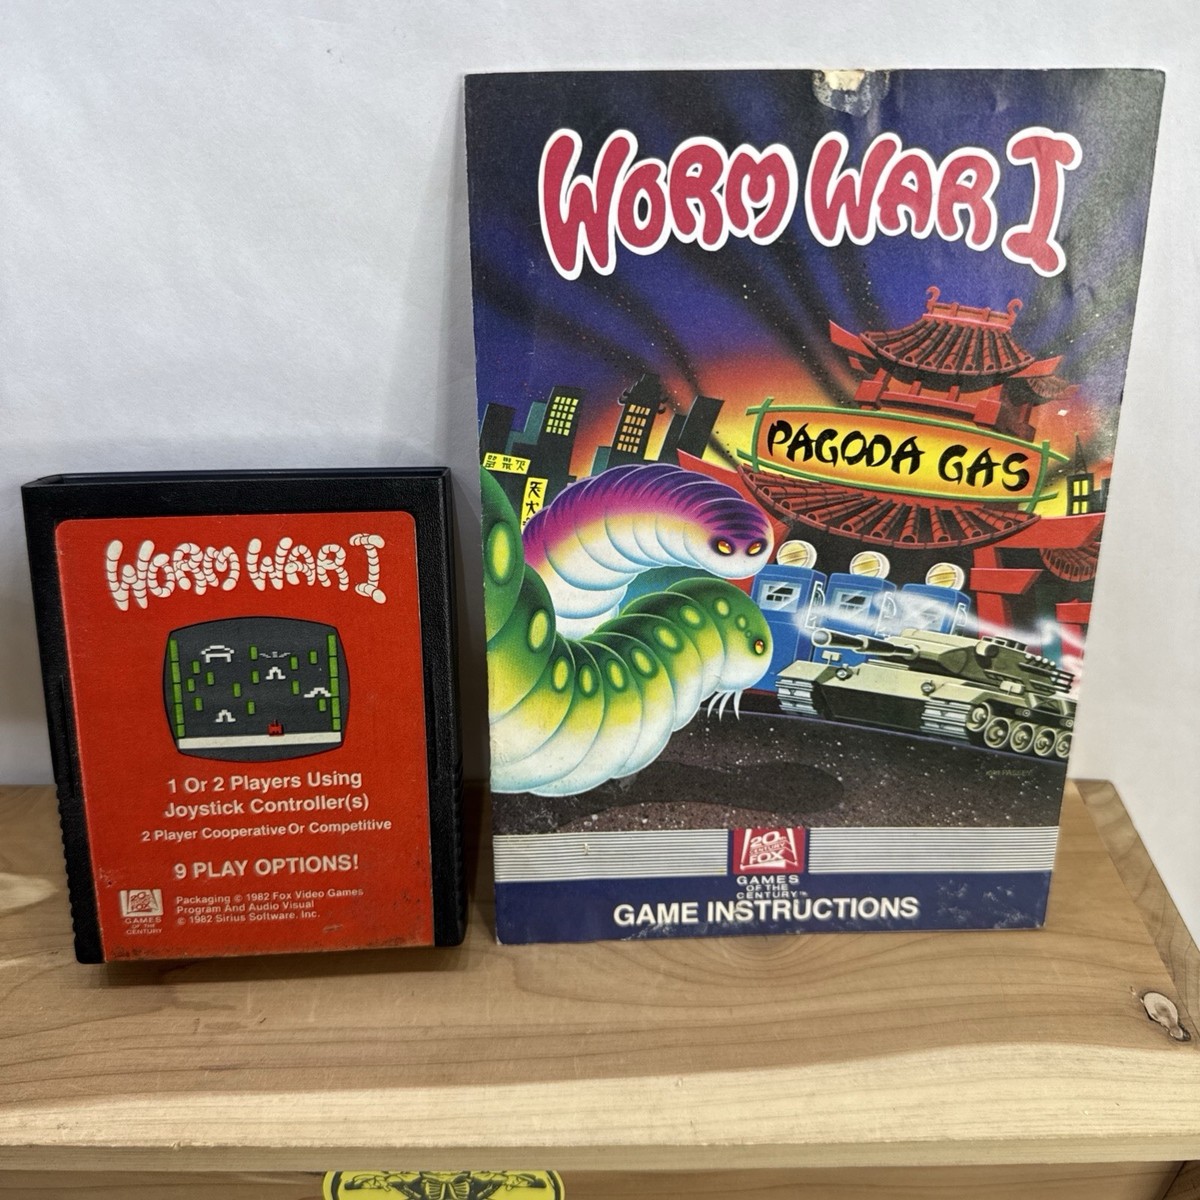 WORM WAR I
1 Or 2 Players Using
Joystick Controller(s)
2 Player Cooperative Or Competitive
9 PLAY OPTIONS!
GAMES
OF THE
CENTURY
Packaging © 1982 Fox Video Games
Program And Audio Visual
© 1982 Sirius Software. Inc.
WORM WAR I
PAGODA GAS
20th
CENTURY
FOX
GAMES
OF THE
CENTURY™
GAME INSTRUCTIONS